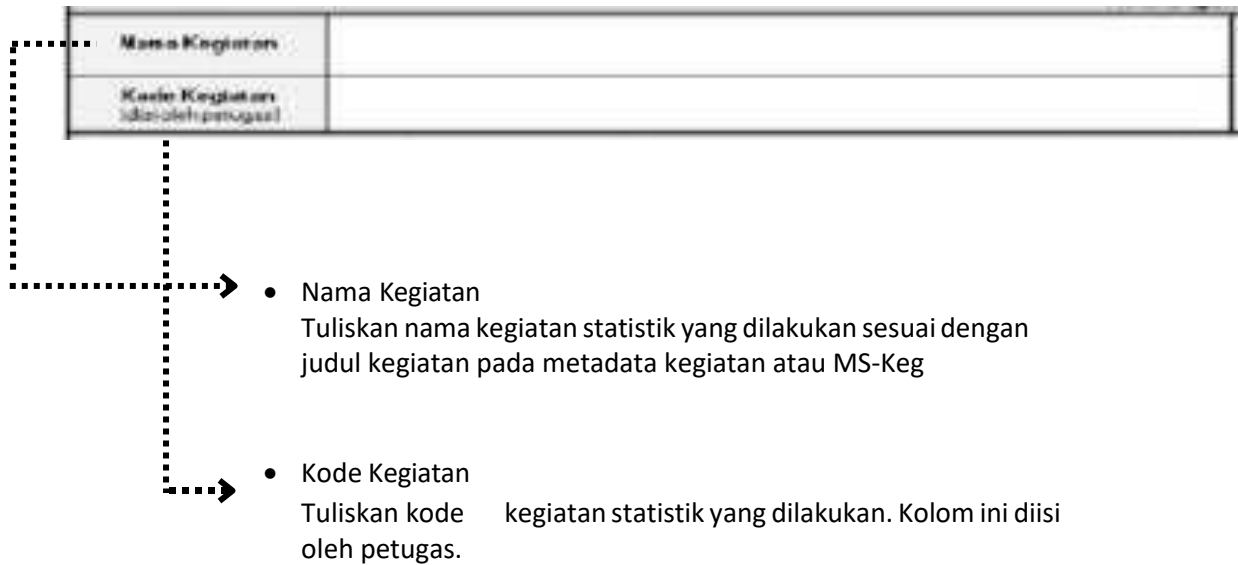 Nama Kegiatan
Kode Kegiatan
(diisi oleh petugas)
• Nama Kegiatan
Tuliskan nama kegiatan statistik yang dilakukan sesuai dengan
judul kegiatan pada metadata kegiatan atau MS-Keg
• Kode Kegiatan
Tuliskan kode kegiatan statistik yang dilakukan. Kolom ini diisi
oleh petugas.